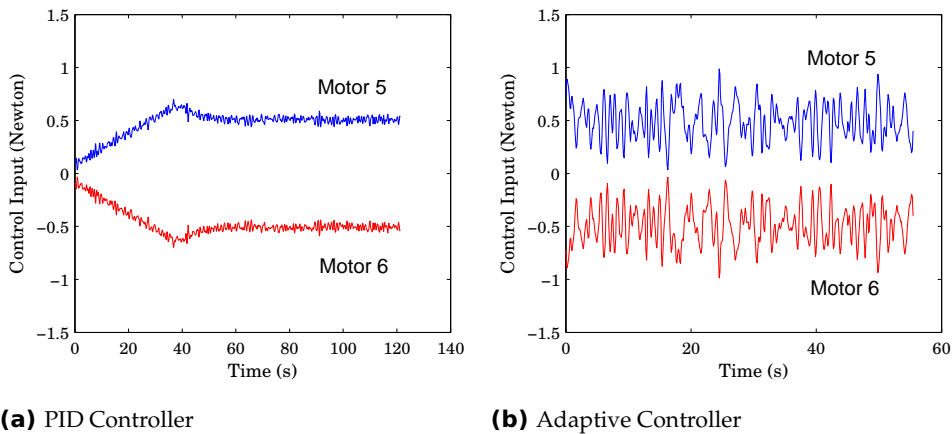 1.5
1
0.5
0
−0.5
−1
−1.5
Control Input (Newton)
Motor 5
Motor 6
0 20 40 60 80 100 120 140
Time (s)
(a) PID Controller
1.5
1
0.5
0
−0.5
−1
−1.5
Control Input (Newton)
Motor 5
Motor 6
0 20 40 60
Time (s)
(b) Adaptive Controller